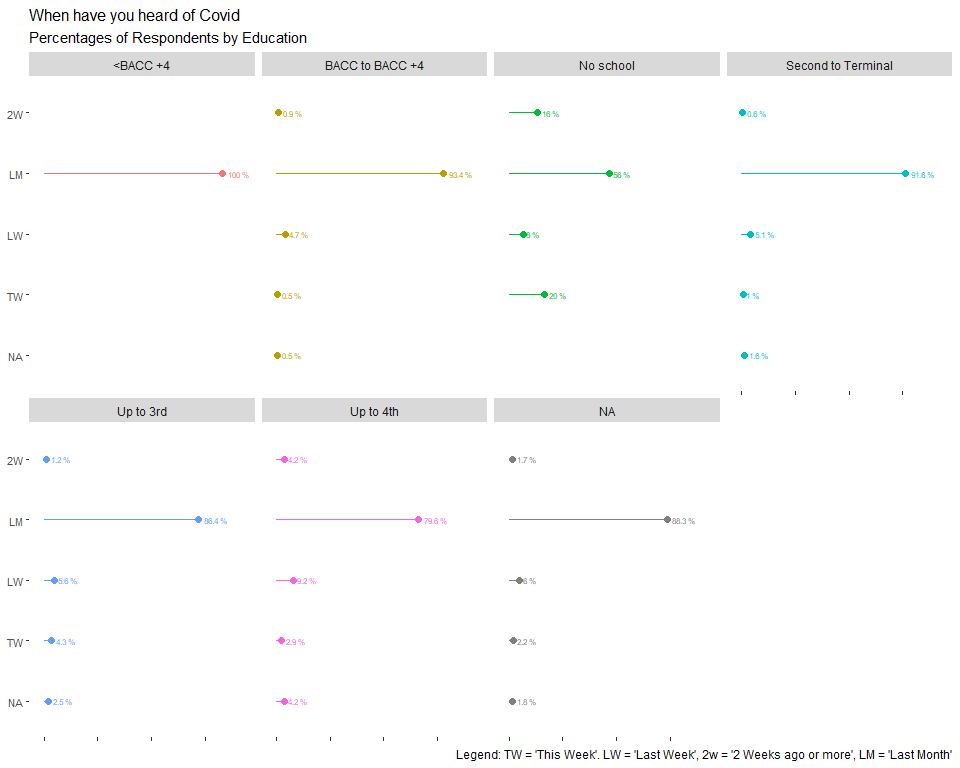 When have you heard of Covid
Percentages of Respondents by Education
<BACC +4 BACC to BACC +4 No school Second to Terminal
2W 0.9 % 16 % 0.6 %
LM 100 % 93.4 % 56 % 91.6 %
LW 4.7 % 8 % 5.1 %
TW 0.5 % 20 % 1 %
NA 0.5 % 1.6 %
Up to 3rd Up to 4th NA
2W 1.2 % 4.2 % 1.7 %
LM 86.4 % 79.6 % 88.3 %
LW 5.6 % 9.2 % 6 %
TW 4.3 % 2.9 % 2.2 %
NA 2.5 % 4.2 % 1.8 %
Legend: TW = 'This Week'. LW = 'Last Week', 2w = '2 Weeks ago or more', LM = 'Last Month'